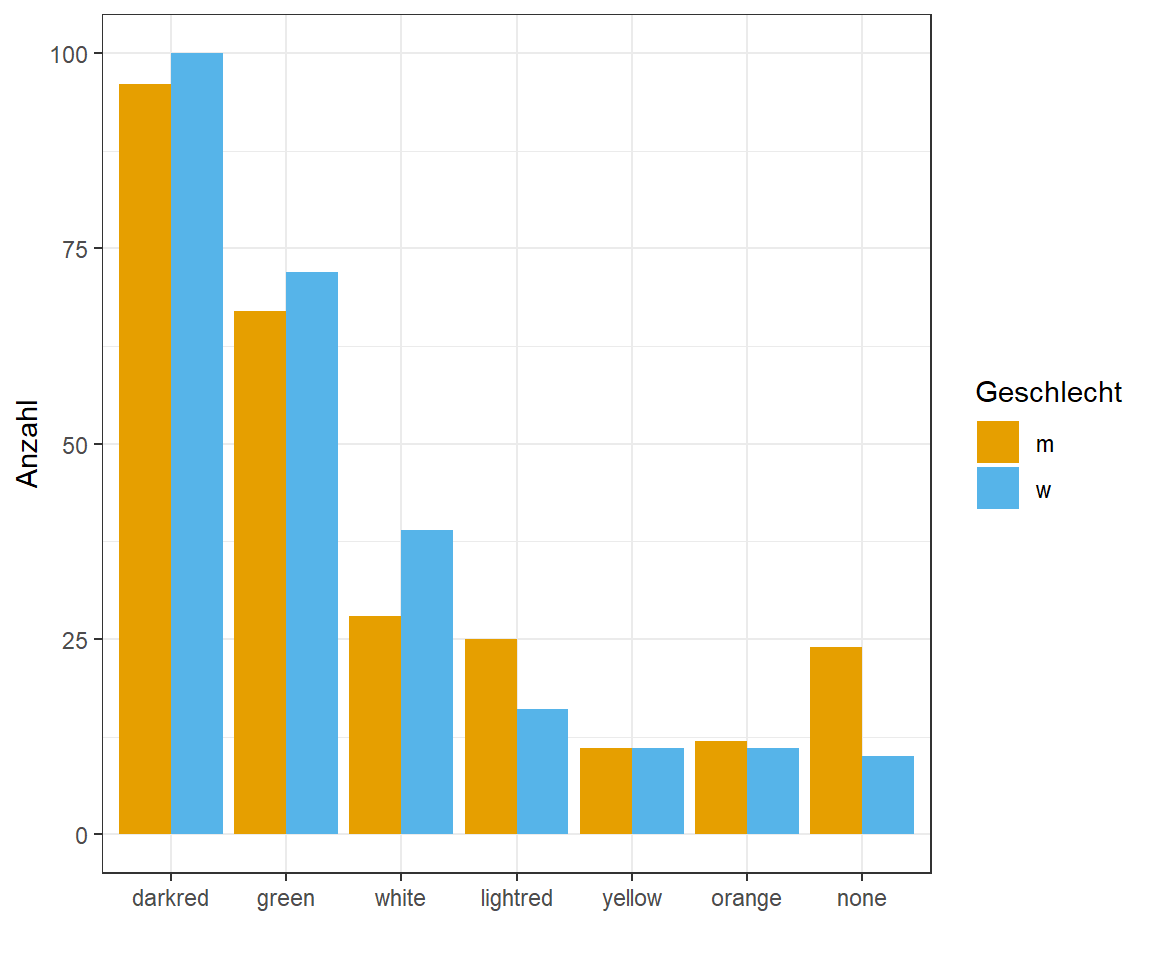 Anzahl
100
75
50
25
0
darkred green white lightred yellow orange none
Geschlecht
m
w